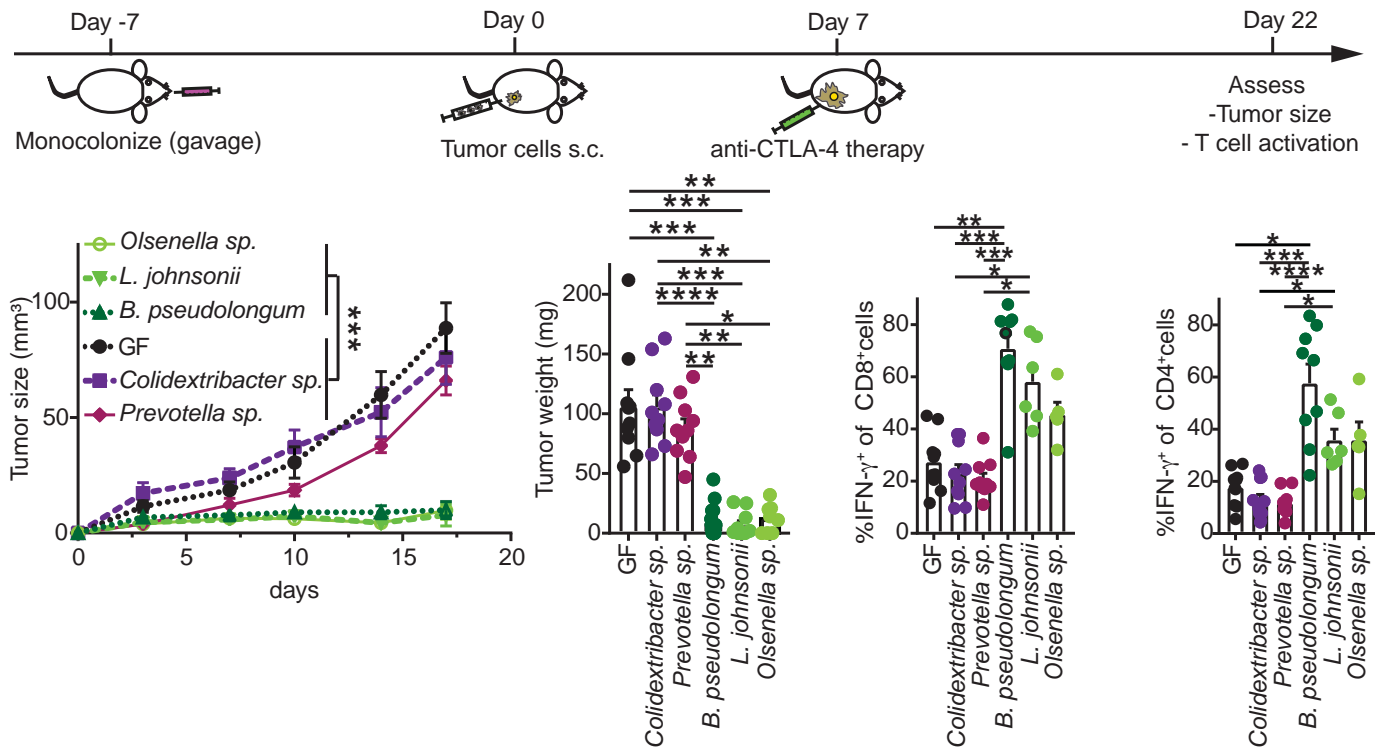 Day -7
Day 0
Day 7
Day 22
Monocolonize (gavage)
Tumor cells s.c.
anti-CTLA-4 therapy
Assess
-Tumor size
- T cell activation
Tumor size (mm³)
100
50
0
0
5
10
15
20
days
Olsenella sp.
L. johnsonii
B. pseudolongum
GF
Colidextribacter sp.
Prevotella sp.
***
Tumor weight (mg)
200
150
100
50
0
**
***
***
**
***
****
*
**
**
GF
Colidextribacter sp.
Prevotella sp.
B. pseudolongum
L. johnsonii
Olsenella sp.
%IFN-γ⁺ of CD8⁺cells
80
60
40
20
0
**
***
***
*
*
GF
Colidextribacter sp.
Prevotella sp.
B. pseudolongum
L. johnsonii
Olsenella sp.
%IFN-γ⁺ of CD4⁺cells
80
60
40
20
0
*
***
****
*
*
GF
Colidextribacter sp.
Prevotella sp.
B. pseudolongum
L. johnsonii
Olsenella sp.